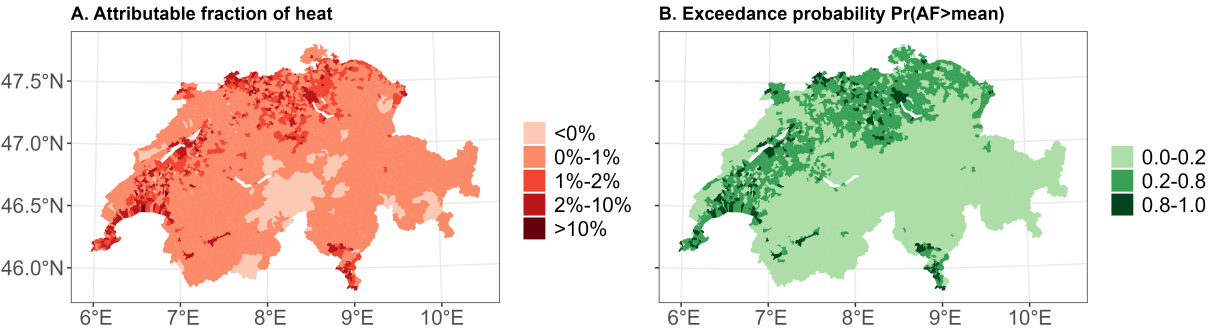 A. Attributable fraction of heat
47.5°N
47.0°N
46.5°N
46.0°N
6°E 7°E 8°E 9°E 10°E
<0%
0%-1%
1%-2%
2%-10%
>10%
B. Exceedance probability Pr(AF>mean)
6°E 7°E 8°E 9°E 10°E
0.0-0.2
0.2-0.8
0.8-1.0